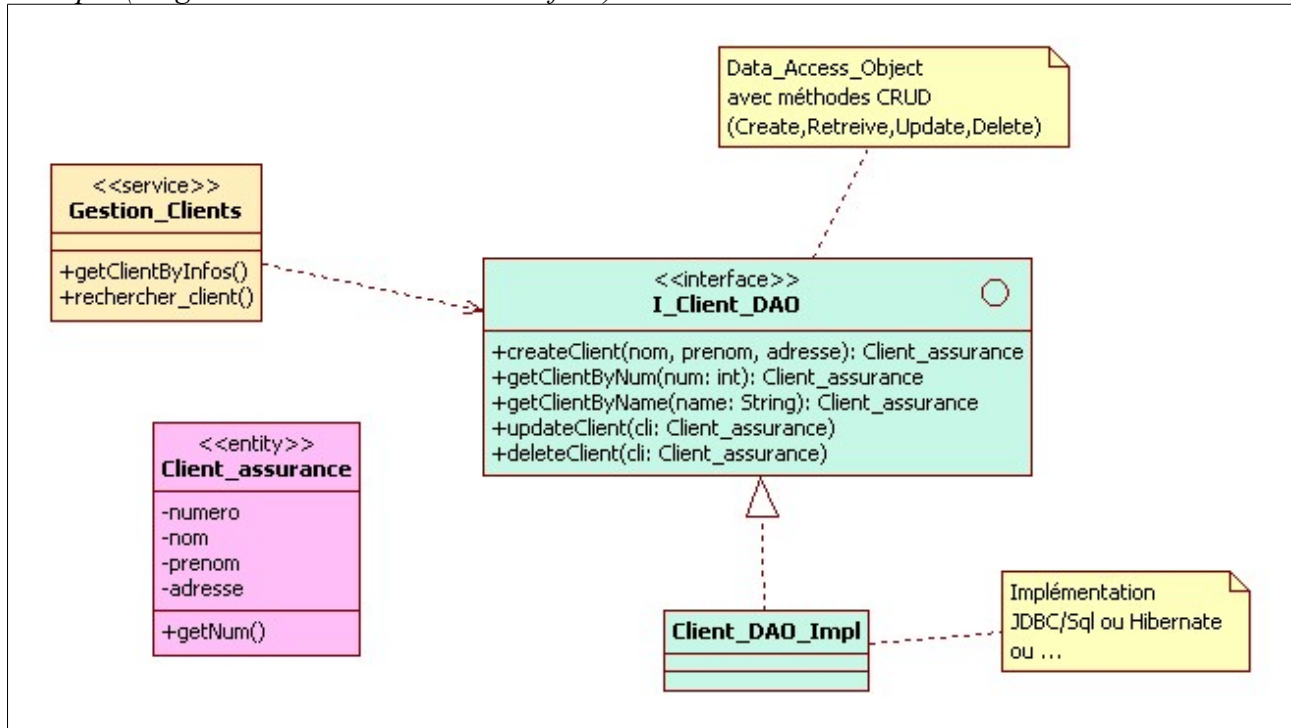 Data_Access_Object
avec méthodes CRUD
(Create,Retreive,Update,Delete)
<<service>>
Gestion_Clients
+getClientByInfos()
+rechercher_client()
<<interface>>
I_Client_DAO
+createClient(nom, prenom, adresse): Client_assurance
+getClientByNum(num: int): Client_assurance
+getClientByName(name: String): Client_assurance
+updateClient(cli: Client_assurance)
+deleteClient(cli: Client_assurance)
<<entity>>
Client_assurance
-numero
-nom
-prenom
-adresse
+getNum()
Client_DAO_Impl
Implémentation
JDBC/Sql ou Hibernate
ou ...